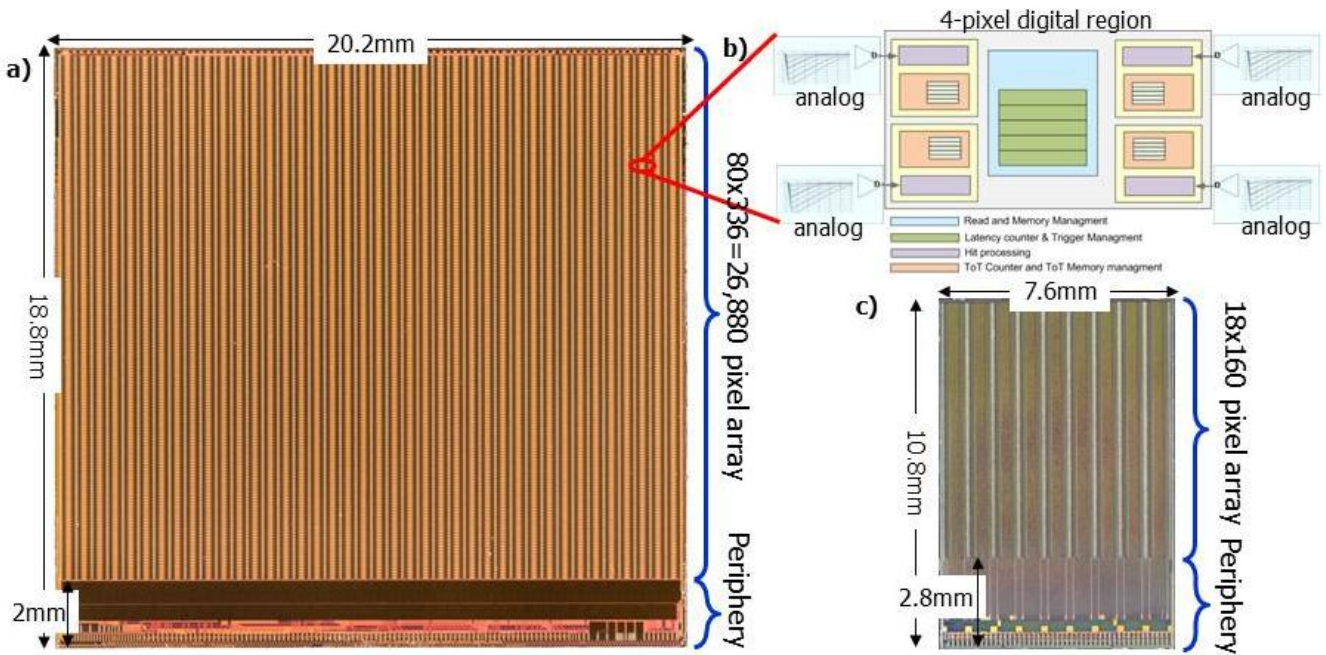 a)
20.2mm
18.8mm
2mm
80x336=26,880 pixel array
Periphery
b)
4-pixel digital region
analog
analog
analog
analog
Read and Memory Managment
Latency counter & Trigger Managment
Hit processing
ToT Counter and ToT Memory managment
c)
7.6mm
10.8mm
2.8mm
18x160 pixel array
Periphery